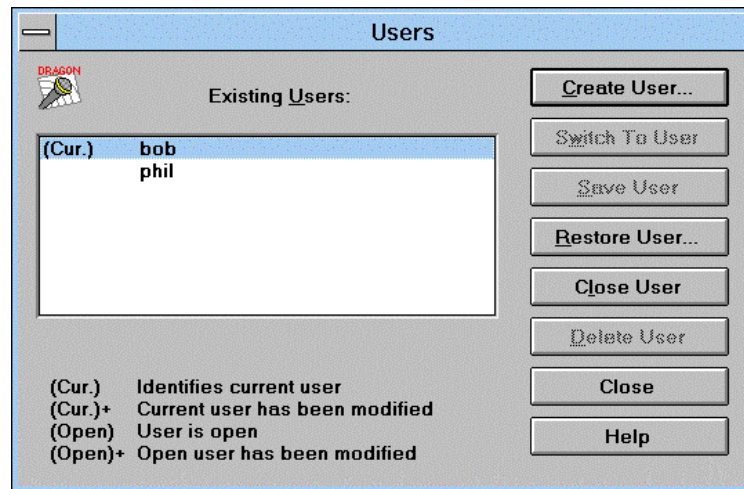 Users
DRAGON
Existing Users:
(Cur.) bob
phil
Create User...
Switch To User
Save User
Restore User...
Close User
Delete User
Close
Help
(Cur.) Identifies current user
(Cur.)+ Current user has been modified
(Open) User is open
(Open)+ Open user has been modified